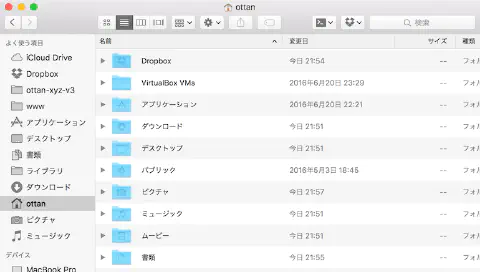 ottan
検索
よく使う項目
iCloud Drive
Dropbox
ottan-xyz-v3
www
アプリケーション
デスクトップ
書類
ライブラリ
ダウンロード
ottan
ピクチャ
ミュージック
デバイス
MacBook Pro
名前 変更日 サイズ 種類
Dropbox 今日 21:54 -- フォル
VirtualBox VMs 2016年6月20日 23:29 -- フォル
アプリケーション 2016年6月20日 22:21 -- フォル
ダウンロード 今日 21:51 -- フォル
デスクトップ 今日 21:51 -- フォル
パブリック 2016年5月3日 18:45 -- フォル
ピクチャ 今日 21:57 -- フォル
ミュージック 今日 21:51 -- フォル
ムービー 今日 21:51 -- フォル
書類 今日 21:55 -- フォル